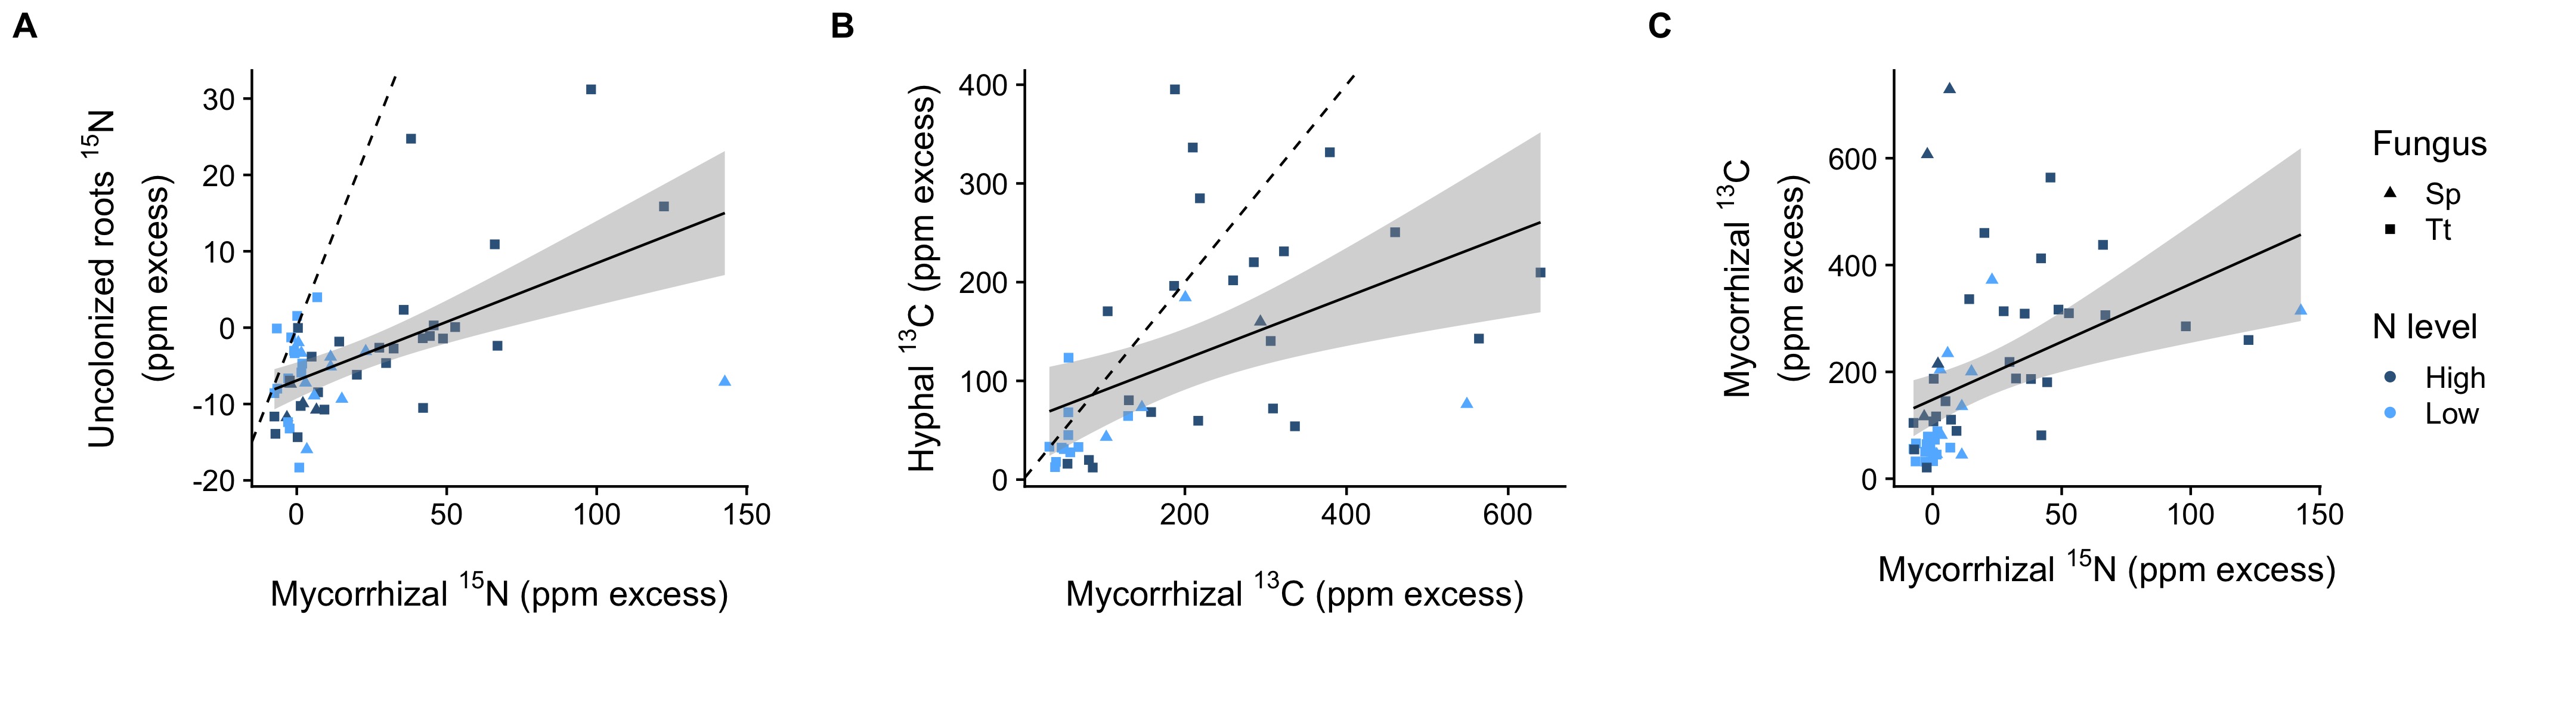 A
Uncolonized roots ¹⁵N
(ppm excess)
30
20
10
0
-10
-20
0 50 100 150
Mycorrhizal ¹⁵N (ppm excess)
B
Hyphal ¹³C (ppm excess)
400
300
200
100
0
200 400 600
Mycorrhizal ¹³C (ppm excess)
C
Mycorrhizal ¹³C
(ppm excess)
600
400
200
0
0 50 100 150
Mycorrhizal ¹⁵N (ppm excess)
Fungus
Sp
Tt
N level
High
Low